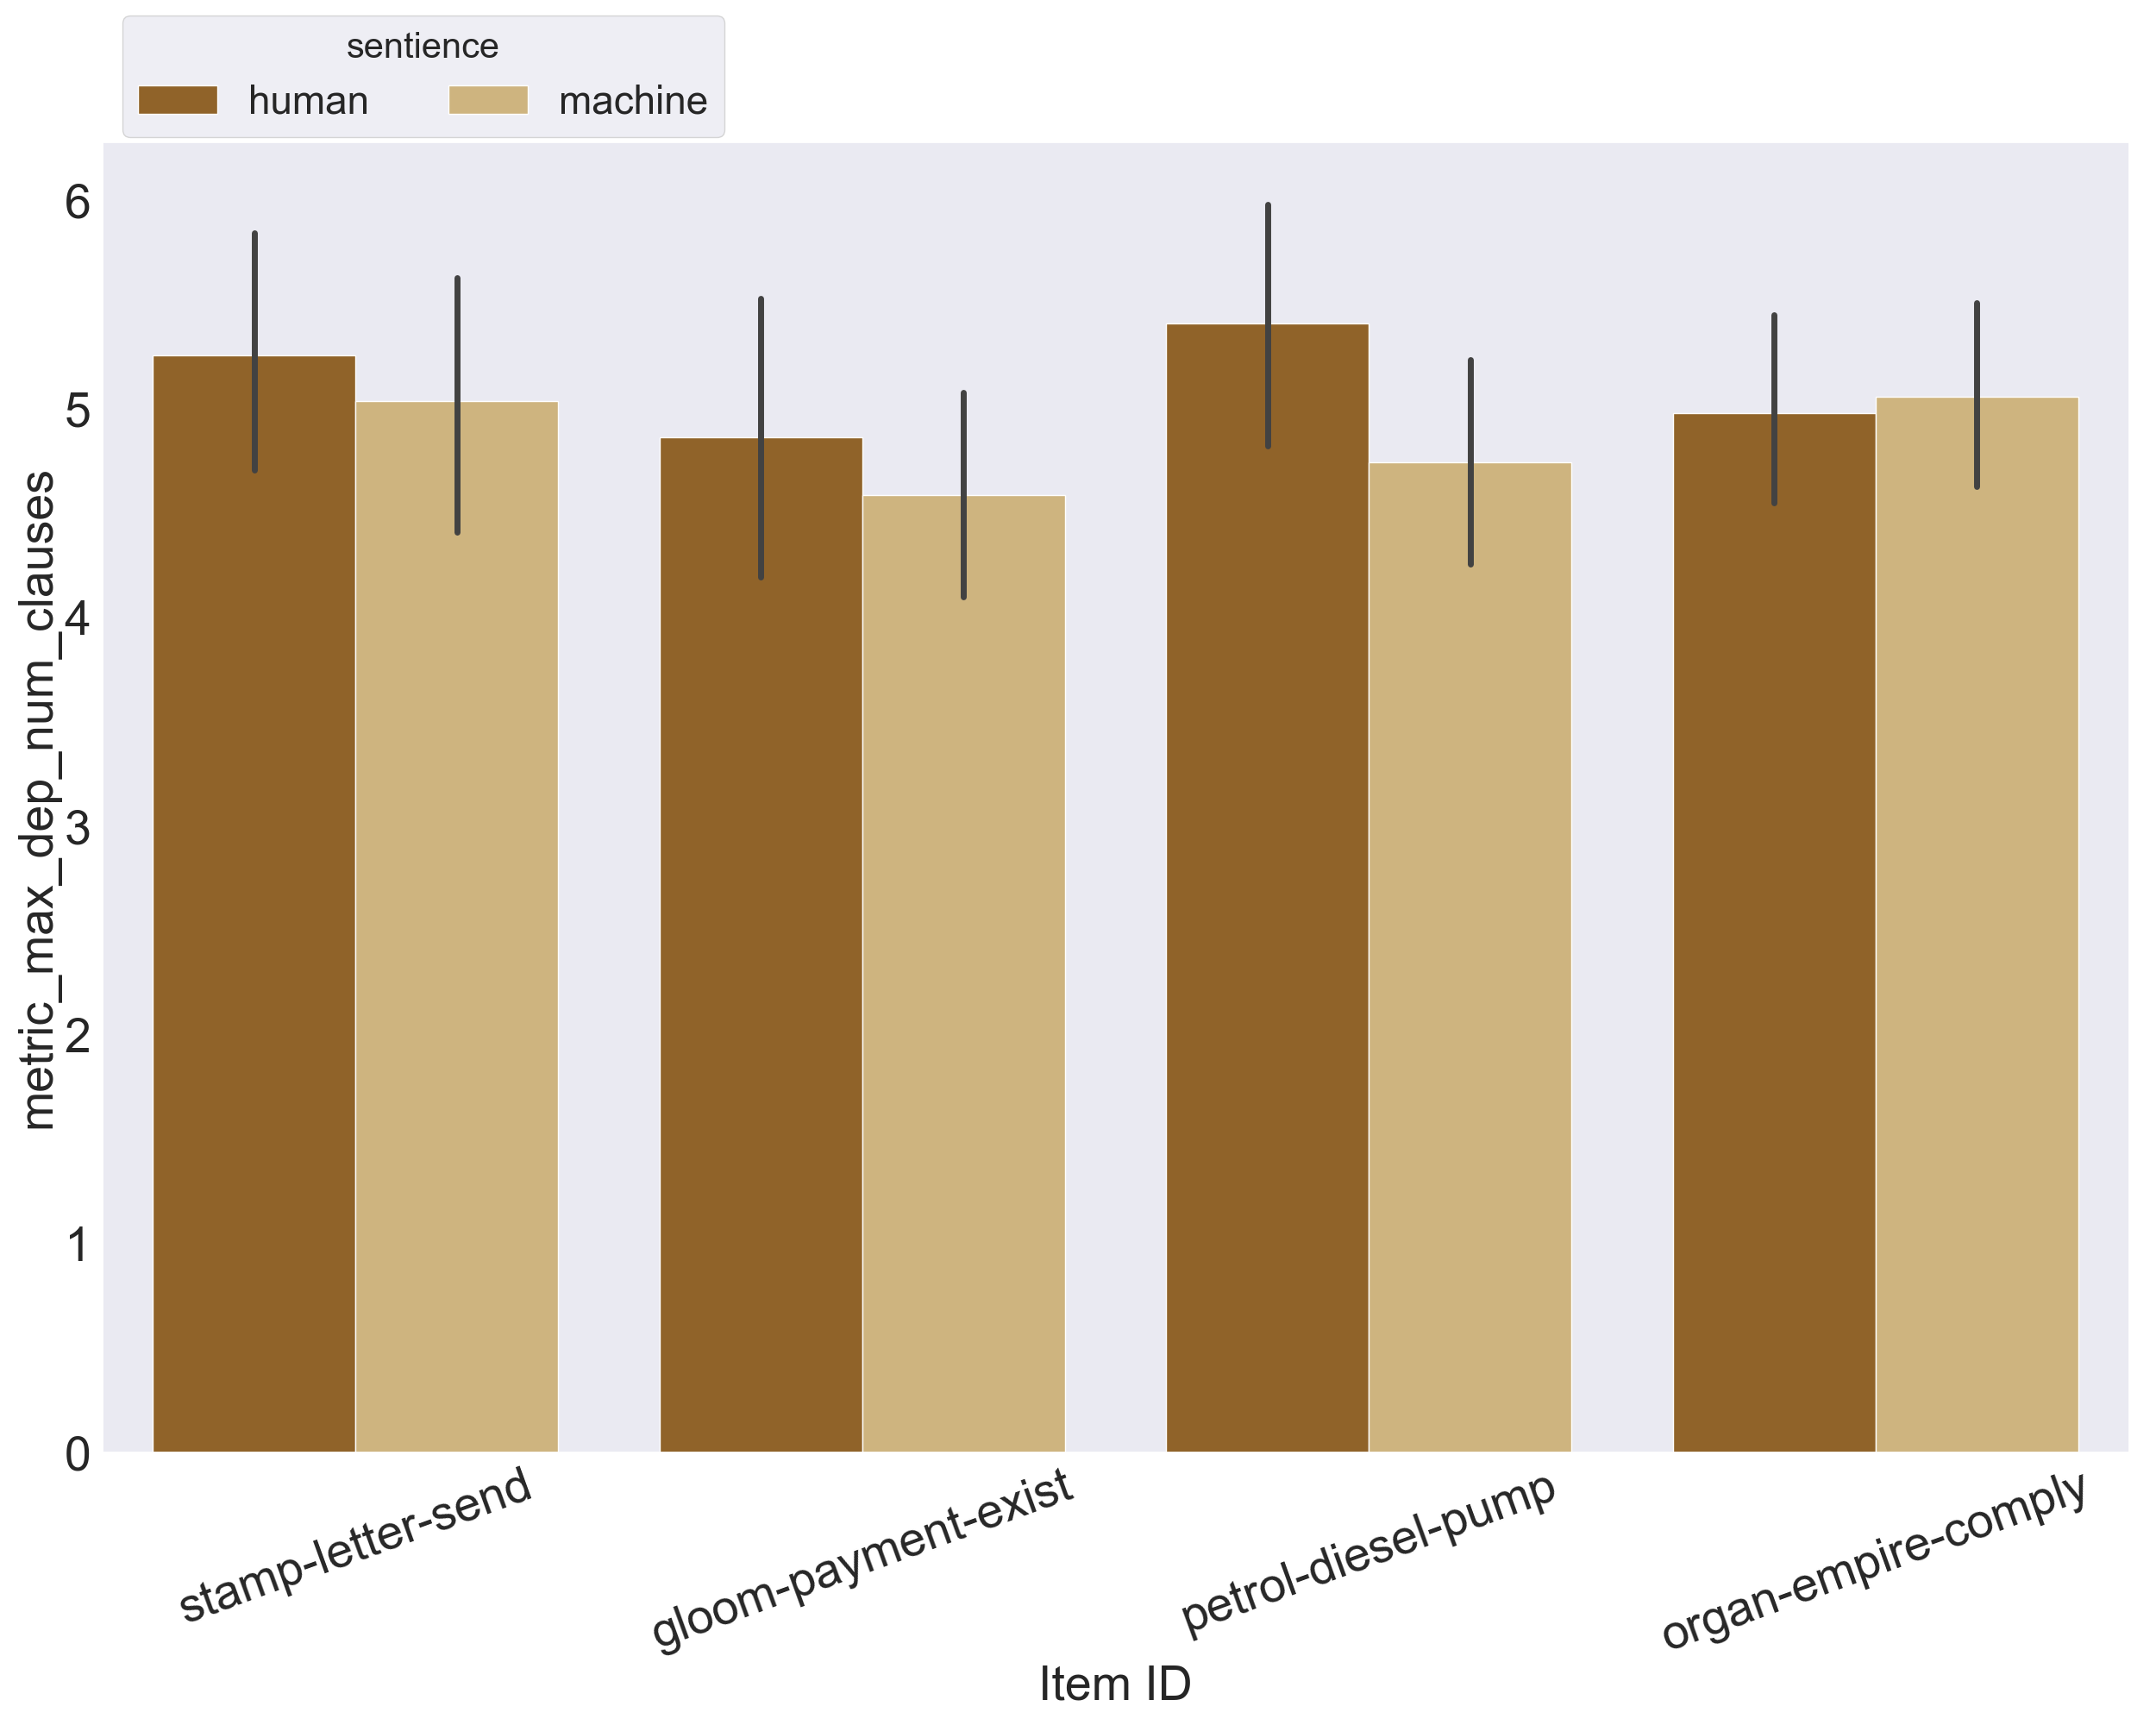 sentience
human machine
metric_max_dep_num_clauses
6
5
4
3
2
1
0
stamp-letter-send
gloom-payment-exist
petrol-diesel-pump
organ-empire-comply
Item ID